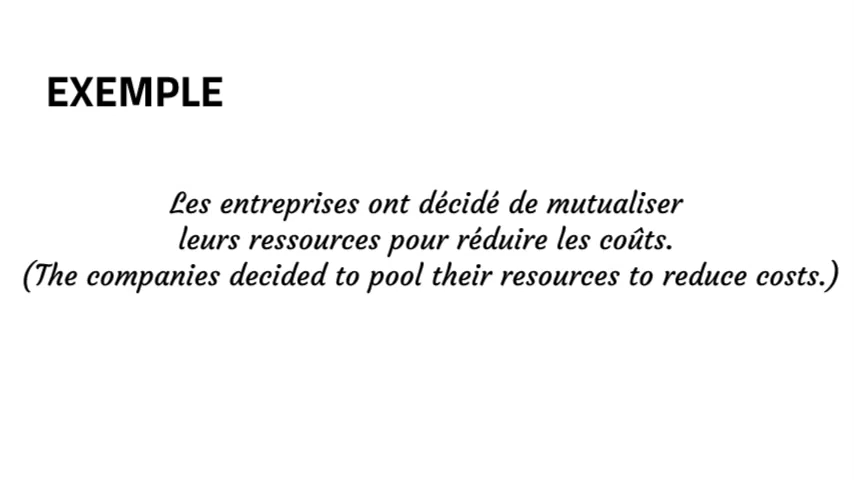 EXEMPLE
Les entreprises ont décidé de mutualiser
leurs ressources pour réduire les coûts.
(The companies decided to pool their resources to reduce costs.)